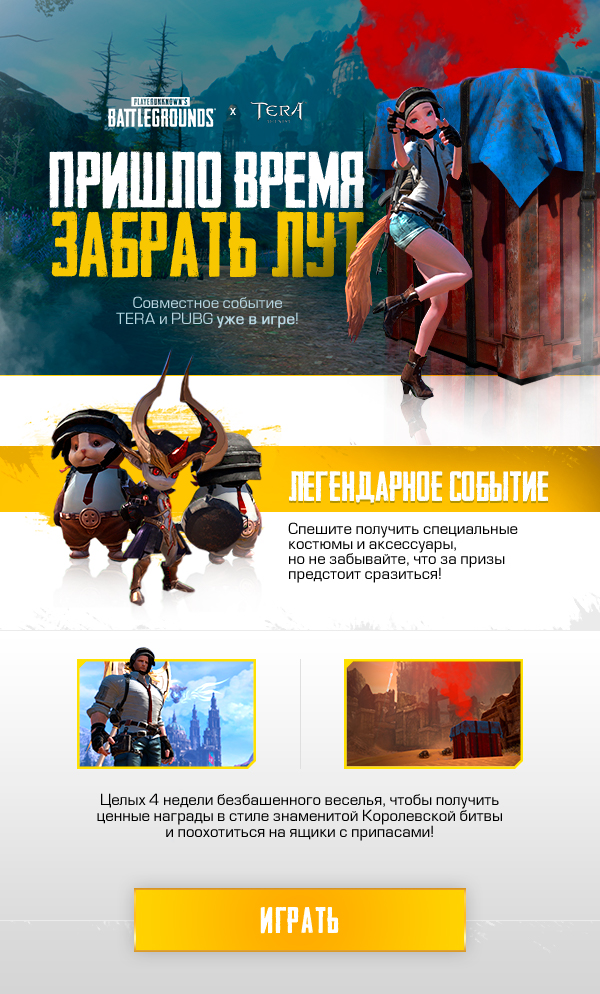 PLAYERUNKNOWN'S
BATTLEGROUNDS
x
TERA
ПРИШЛО ВРЕМЯ
ЗАБРАТЬ ЛУТ
Совместное событие
TERA и PUBG уже в игре!
ЛЕГЕНДАРНОЕ СОБЫТИЕ
Спешите получить специальные
костюмы и аксессуары,
но не забывайте, что за призы
предстоит сразиться!
Целых 4 недели безбашенного веселья, чтобы получить
ценные награды в стиле знаменитой Королевской битвы
и поохотиться на ящики с припасами!
ИГРАТЬ